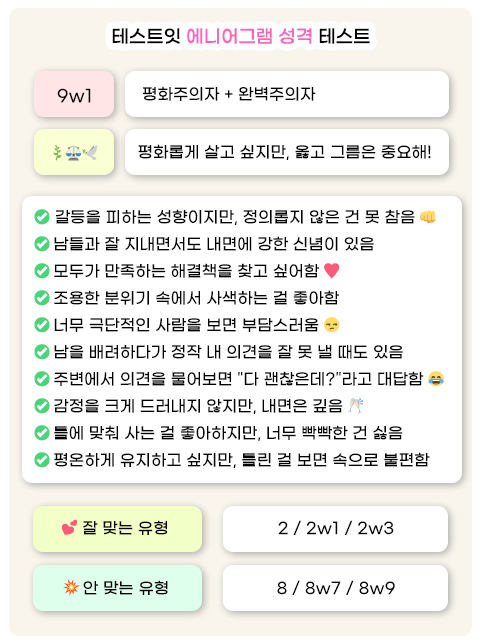 테스트잇 에니어그램 성격 테스트
9w1
평화주의자 + 완벽주의자
🌿⚖️🕊️
평화롭게 살고 싶지만, 옳고 그름은 중요해!
✅ 갈등을 피하는 성향이지만, 정의롭지 않은 건 못 참음 👊
✅ 남들과 잘 지내면서도 내면에 강한 신념이 있음
✅ 모두가 만족하는 해결책을 찾고 싶어함 ♥️
✅ 조용한 분위기 속에서 사색하는 걸 좋아함
✅ 너무 극단적인 사람을 보면 부담스러움 😒
✅ 남을 배려하다가 정작 내 의견을 잘 못 낼 때도 있음
✅ 주변에서 의견을 물어보면 "다 괜찮은데?"라고 대답함 😂
✅ 감정을 크게 드러내지 않지만, 내면은 깊음 🥂
✅ 틀에 맞춰 사는 걸 좋아하지만, 너무 빡빡한 건 싫음
✅ 평온하게 유지하고 싶지만, 틀린 걸 보면 속으로 불편함
💕 잘 맞는 유형
2 / 2w1 / 2w3
💥 안 맞는 유형
8 / 8w7 / 8w9